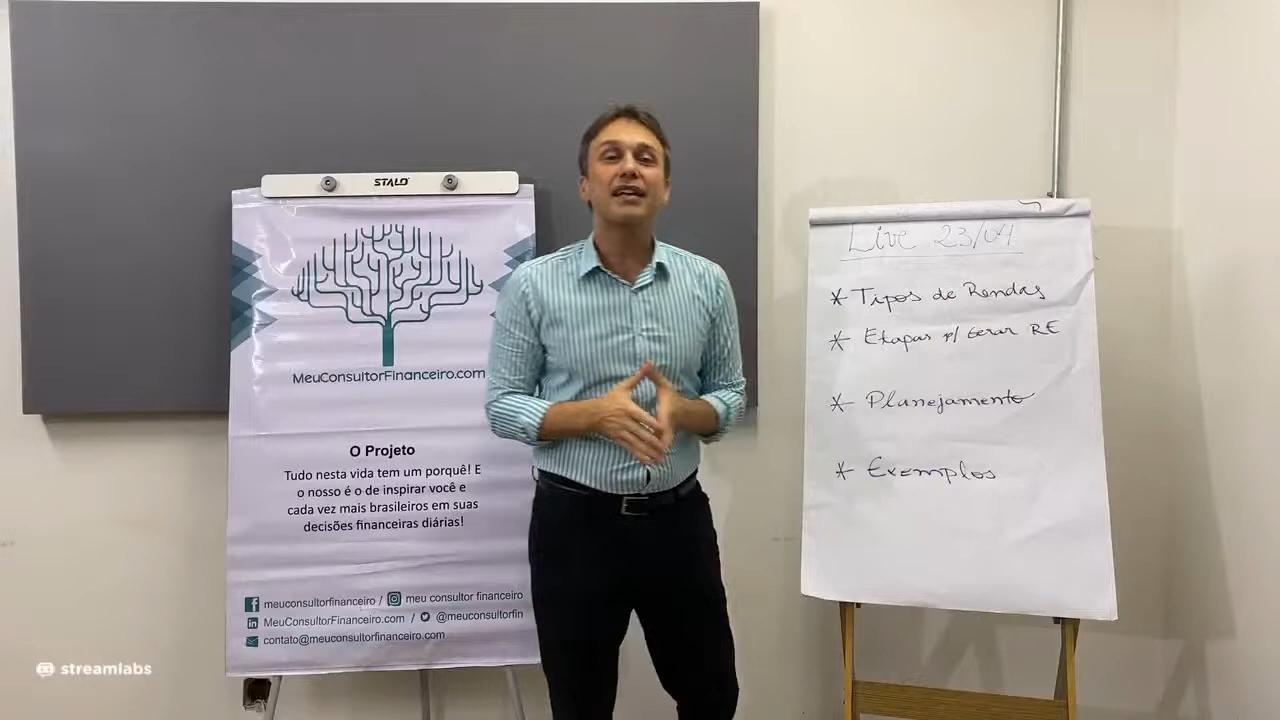 STALO
MeuConsultorFinanceiro.com
O Projeto
Tudo nesta vida tem um porquê! E
o nosso é o de inspirar você e
cada vez mais brasileiros em suas
decisões financeiras diárias!
meuconsultorfinanceiro / meu consultor financeiro
MeuConsultorFinanceiro.com / @meuconsultorfin
contato@meuconsultorfinanceiro.com
Live 23/04
* Tipos de Rendas
* Etapas p/ Gerar RE
* Planejamento
* Exemplos
streamlabs